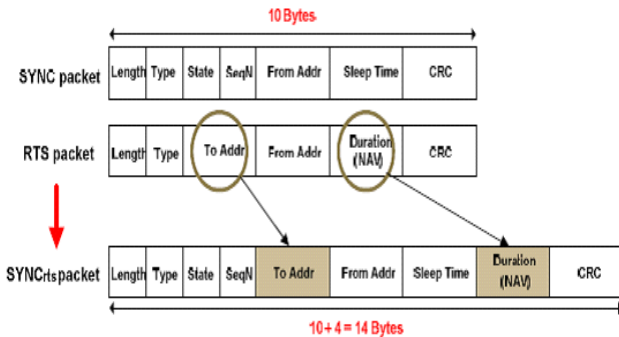 10 Bytes
SYNC packet Length Type State SeqN From Addr Sleep Time CRC
RTS packet Length Type To Addr From Addr Duration (NAV) CRC
SYNCrts packet Length Type State SeqN To Addr From Addr Sleep Time Duration (NAV) CRC
10+4 = 14 Bytes